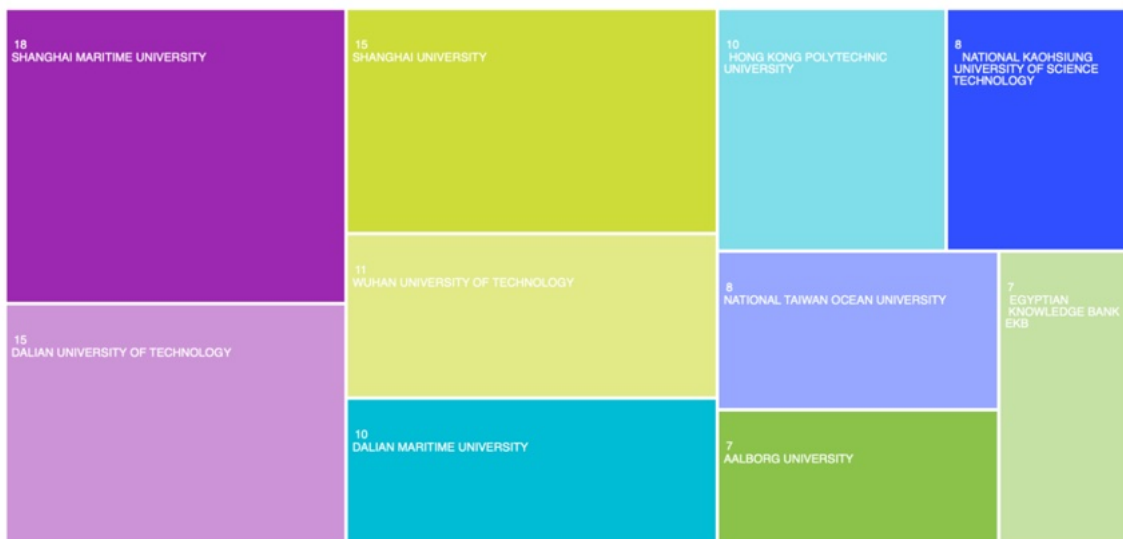 18
SHANGHAI MARITIME UNIVERSITY
15
SHANGHAI UNIVERSITY
10
HONG KONG POLYTECHNIC
UNIVERSITY
8
NATIONAL KAOHSIUNG
UNIVERSITY OF SCIENCE
TECHNOLOGY
11
WUHAN UNIVERSITY OF TECHNOLOGY
8
NATIONAL TAIWAN OCEAN UNIVERSITY
7
EGYPTIAN
KNOWLEDGE BANK
EKB
15
DALIAN UNIVERSITY OF TECHNOLOGY
10
DALIAN MARITIME UNIVERSITY
7
AALBORG UNIVERSITY